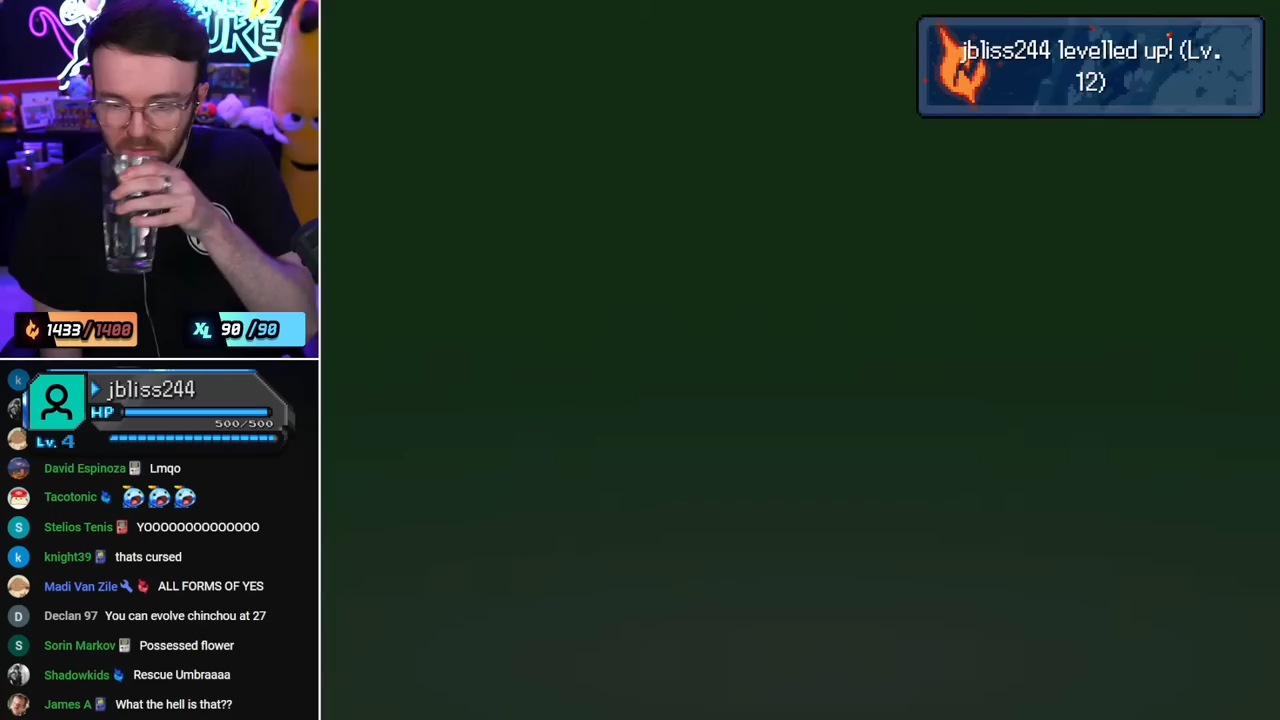 UKE
jbliss244 levelled up! (Lv.
12)
1433/1400
XL 90/90
jbliss244
HP
500/500
Lv. 4
David Espinoza Lmqo
Tacotonic
S Stelios Tenis YOOOOOOOOOOOOOO
k knight39 thats cursed
Madi Van Zile ALL FORMS OF YES
D Declan 97 You can evolve chinchou at 27
S Sorin Markov Possessed flower
Shadowkids Rescue Umbraaaa
James A What the hell is that??